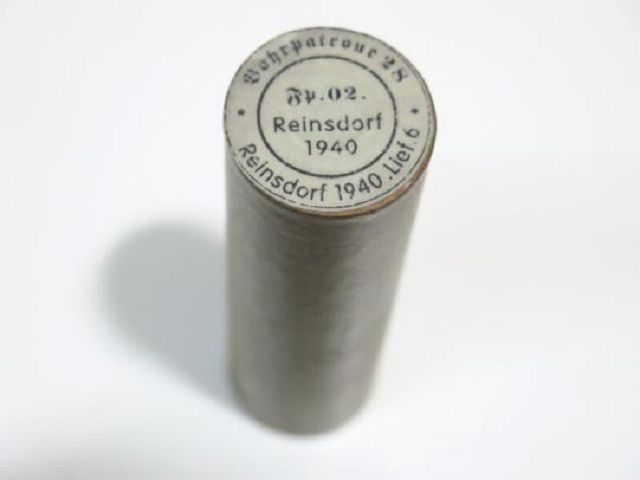 Bohrpatrone 28
Fp.02.
Reinsdorf
1940
Reinsdorf 1940.Lief.6